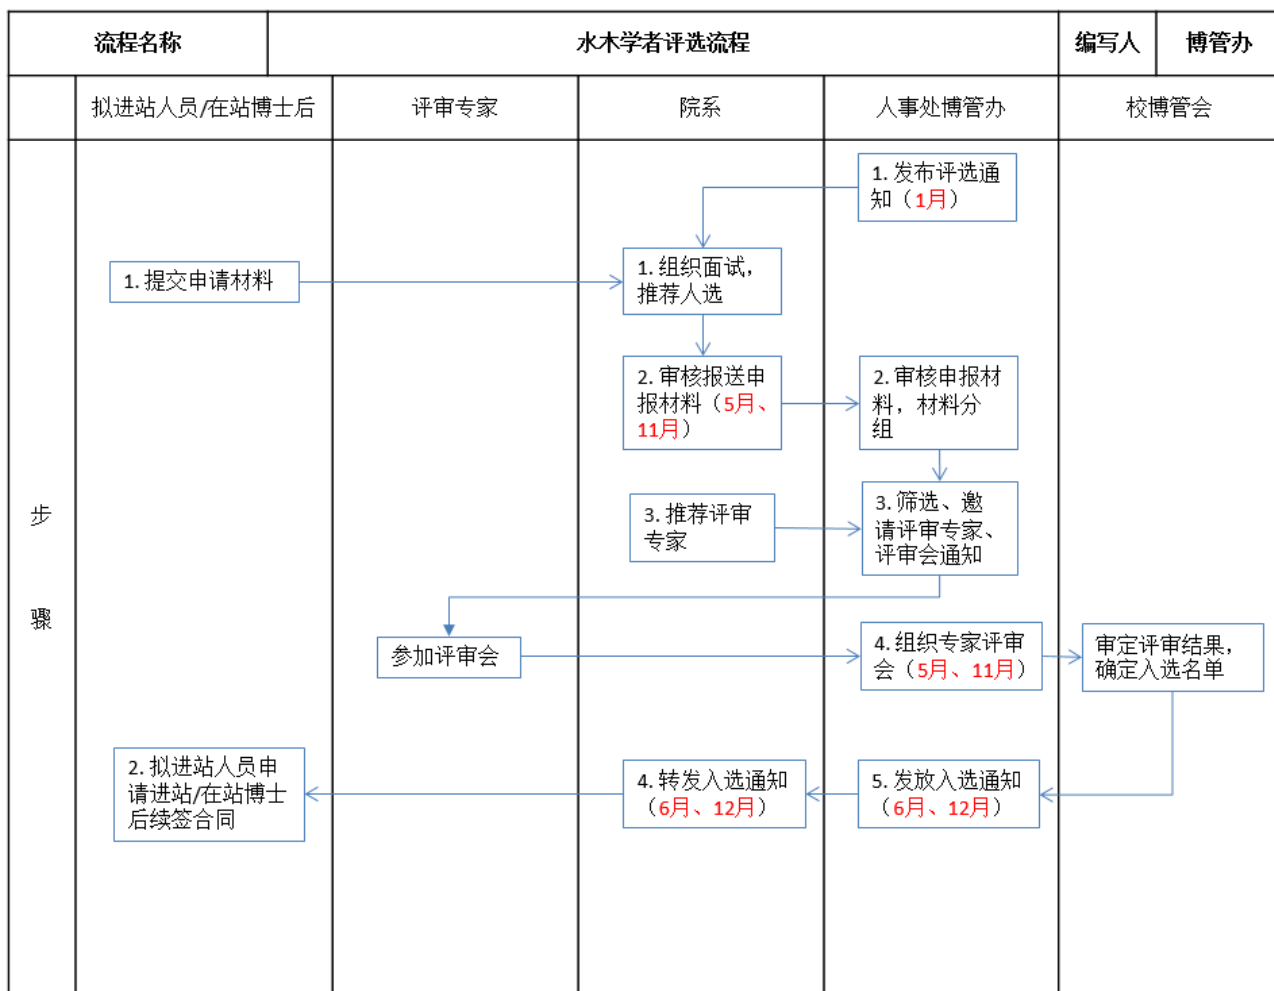 流程名称
水木学者评选流程
编写人
博管办
拟进站人员/在站博士后
评审专家
院系
人事处博管办
校博管会
步
骤
1. 发布评选通
知（1月）
1. 提交申请材料
1. 组织面试，
推荐人选
2. 审核报送申
报材料（5月、
11月）
2. 审核申报材
料，材料分
组
3. 推荐评审
专家
3. 筛选、邀
请评审专家、
评审会通知
参加评审会
4. 组织专家评审
会（5月、11月）
审定评审结果，
确定入选名单
2. 拟进站人员申
请进站/在站博士
后续签合同
4. 转发入选通知
（6月、12月）
5. 发放入选通知
（6月、12月）